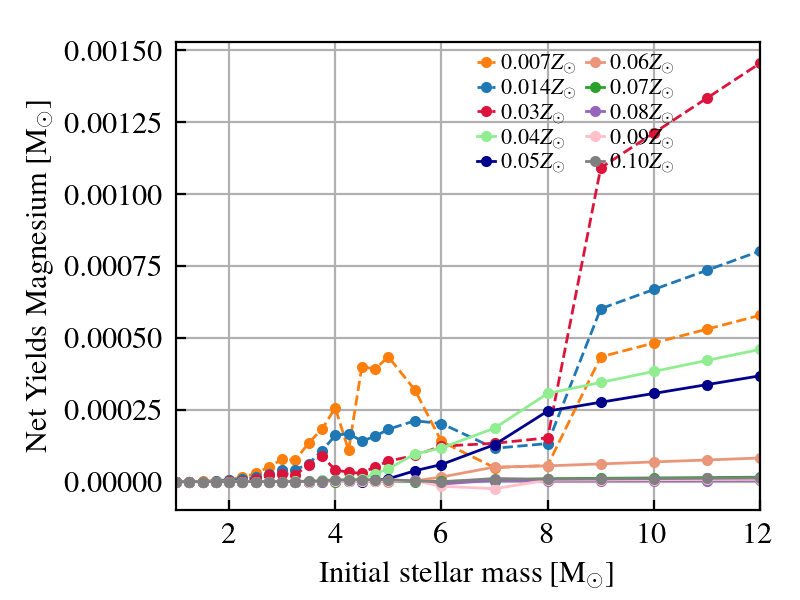 0.00150
0.00125
0.00100
0.00075
0.00050
0.00025
0.00000
Net Yields Magnesium [M☉]
0.007Z☉ 0.06Z☉
0.014Z☉ 0.07Z☉
0.03Z☉ 0.08Z☉
0.04Z☉ 0.09Z☉
0.05Z☉ 0.10Z☉
2 4 6 8 10 12
Initial stellar mass [M☉]